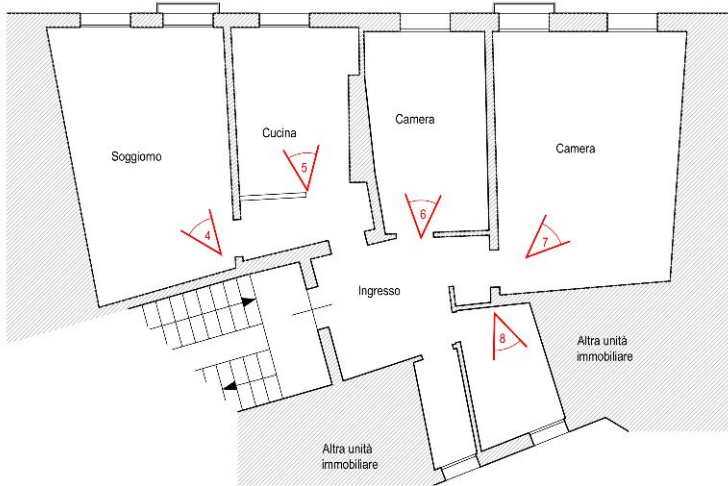 Soggiorno
Cucina
Camera
Camera
5
4
6
7
Ingresso
8
Altra unità
immobiliare
Altra unità
immobiliare